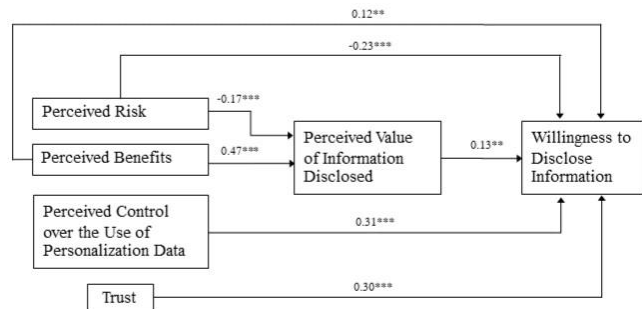 0.12**
-0.23***
Perceived Risk
-0.17***
Perceived Benefits
0.47***
Perceived Value
of Information
Disclosed
0.13**
Willingness to
Disclose
Information
Perceived Control
over the Use of
Personalization Data
0.31***
Trust
0.30***